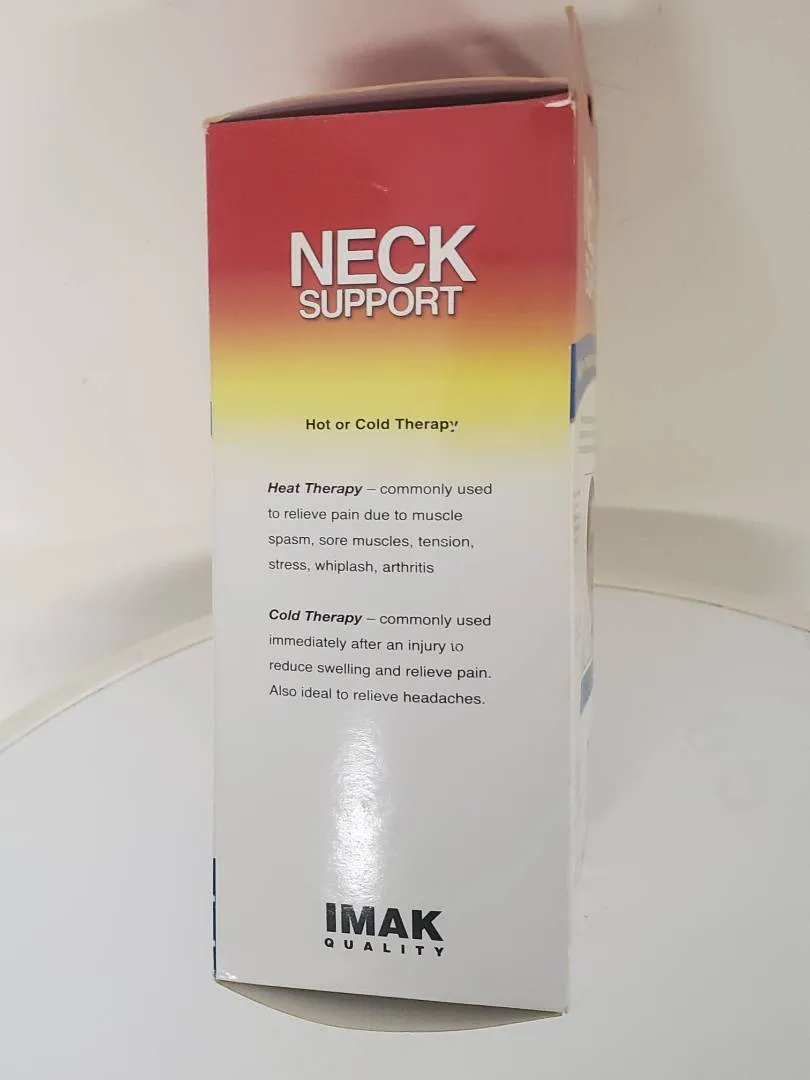 NECK
SUPPORT
Hot or Cold Therapy
Heat Therapy – commonly used
to relieve pain due to muscle
spasm, sore muscles, tension,
stress, whiplash, arthritis
Cold Therapy – commonly used
immediately after an injury to
reduce swelling and relieve pain.
Also ideal to relieve headaches.
IMAK
QUALITY